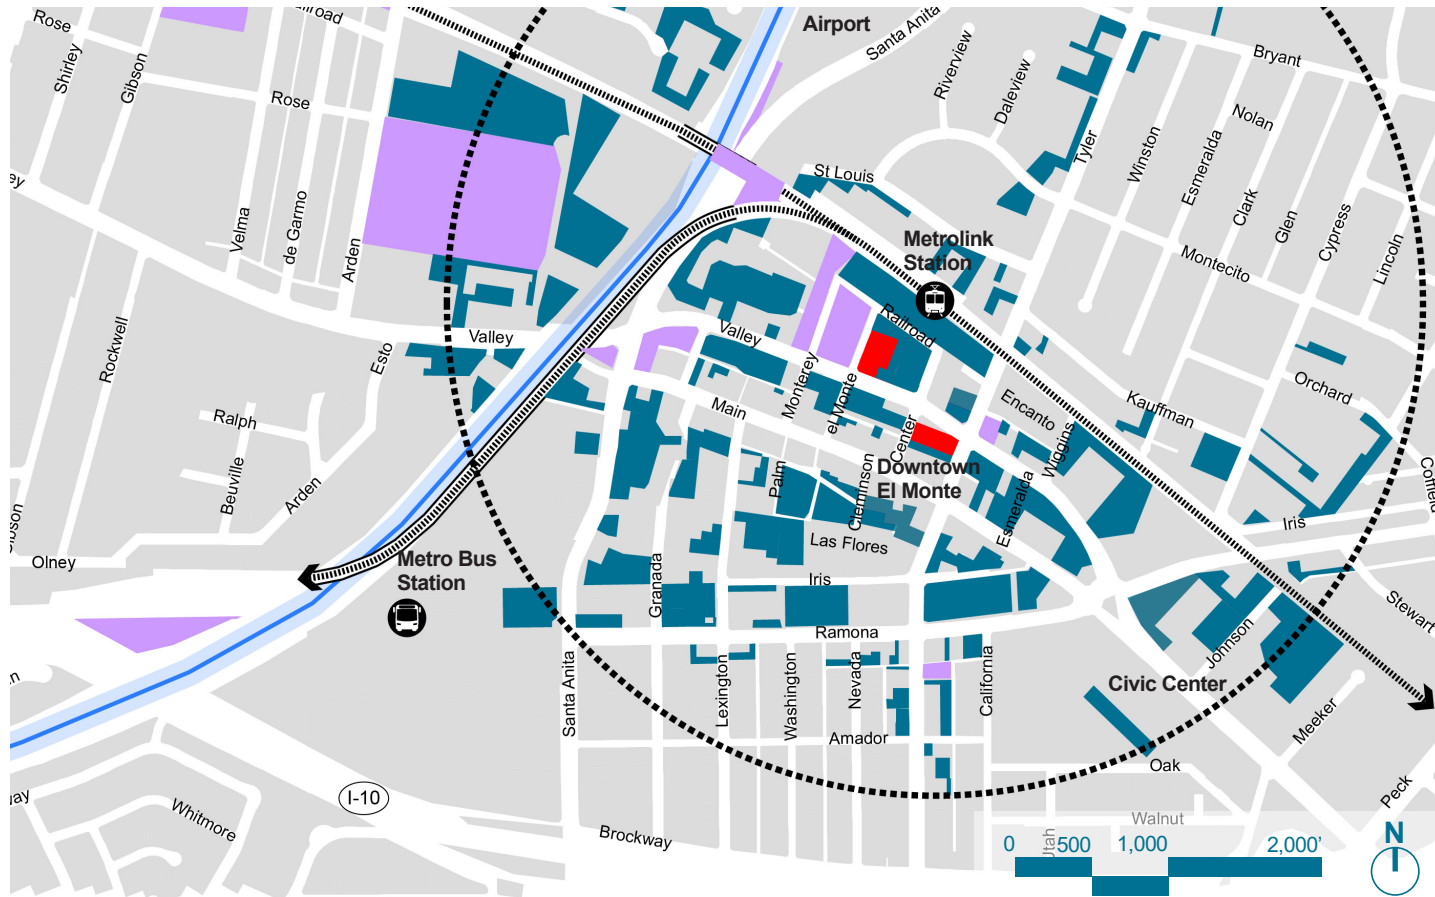 Rose
Shirley
Gibson
Airport
Santa Anita
Riverview
Daleview
Bryant
Rose
Nolan
Tyler
Winston
Esmeralda
Clark
Glen
Cypress
Lincoln
St Louis
Velma
de Garmo
Arden
Metrolink
Station
Montecito
Railroad
Valley
Valley
Rockwell
Esto
Monterey
el Monte
Main
Center
Encanto
Wiggins
Kauffman
Orchard
Ralph
Beuville
Arden
Palm
Cleminson
Downtown
El Monte
Esmeralda
Las Flores
Iris
Olney
Metro Bus
Station
Granada
Iris
Ramona
Stewart
Johnson
Santa Anita
Lexington
Washington
Nevada
California
Civic Center
Meeker
Amador
Oak
Peck
I-10
Whitmore
Brockway
Walnut
Utah
0 500 1,000 2,000'
N